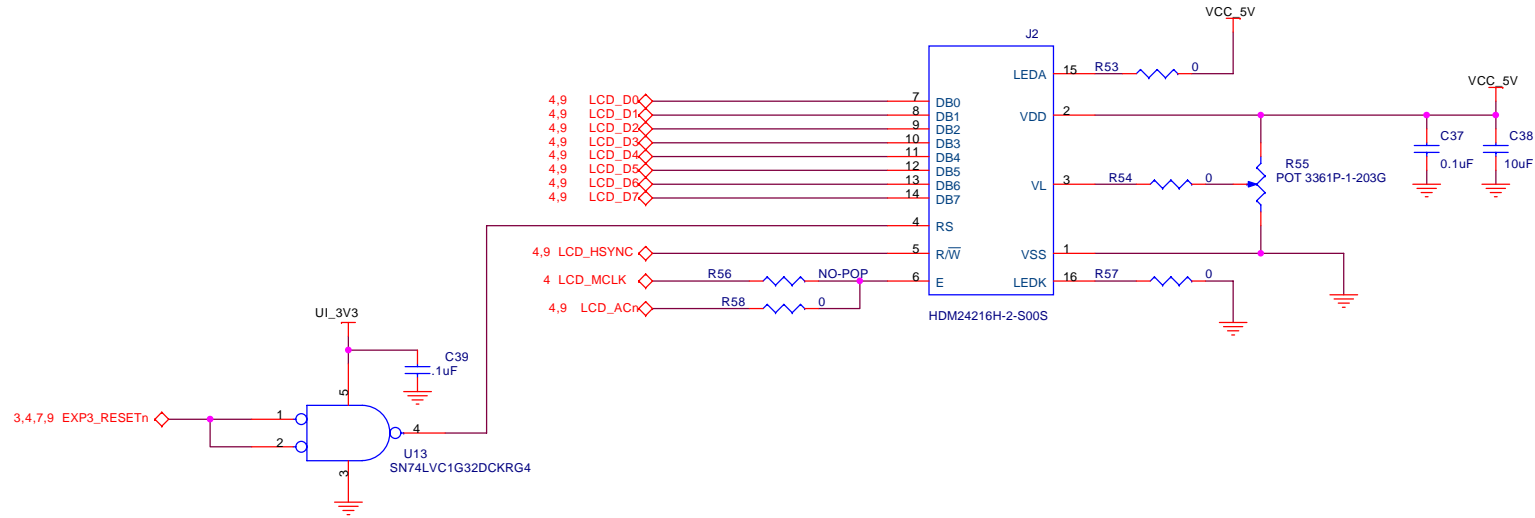 VCC_5V
J2
LEDA 15 R53 0
VCC_5V
4,9 LCD_D0 7 DB0 VDD 2
4,9 LCD_D1 8 DB1
4,9 LCD_D2 9 DB2
4,9 LCD_D3 10 DB3 C37 C38
4,9 LCD_D4 11 DB4 0.1uF 10uF
4,9 LCD_D5 12 DB5 R55
4,9 LCD_D6 13 DB6 VL 3 R54 0 POT 3361P-1-203G
4,9 LCD_D7 14 DB7
4 RS
4,9 LCD_HSYNC 5 R/W VSS 1
4 LCD_MCLK R56 NO-POP 6 E LEDK 16 R57 0
4,9 LCD_ACn R58 0
HDM24216H-2-S00S
UI_3V3
C39
.1uF
5
3,4,7,9 EXP3_RESETn 1
4
2
U13
SN74LVC1G32DCKRG4
3